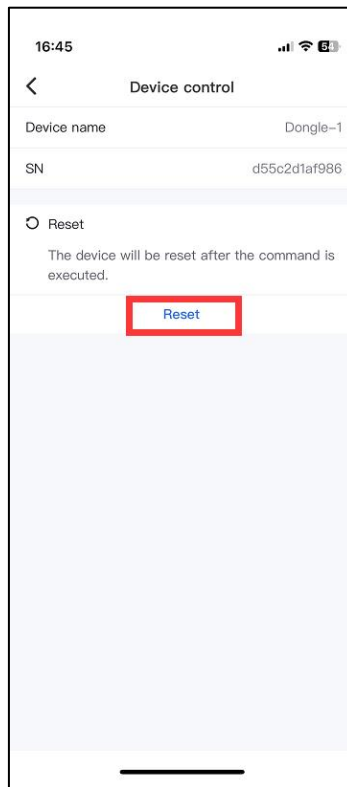 16:45
54
Device control
Device name
Dongle-1
SN
d55c2d1af986
Reset
The device will be reset after the command is
executed.
Reset